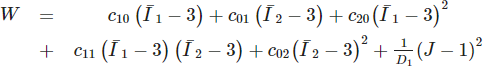 W = c₁₀ (Ī₁ − 3) + c₀₁ (Ī₂ − 3) + c₂₀(Ī₁ − 3)²
+ c₁₁ (Ī₁ − 3) (Ī₂ − 3) + c₀₂(Ī₂ − 3)² + 1/D₁ (J − 1)²